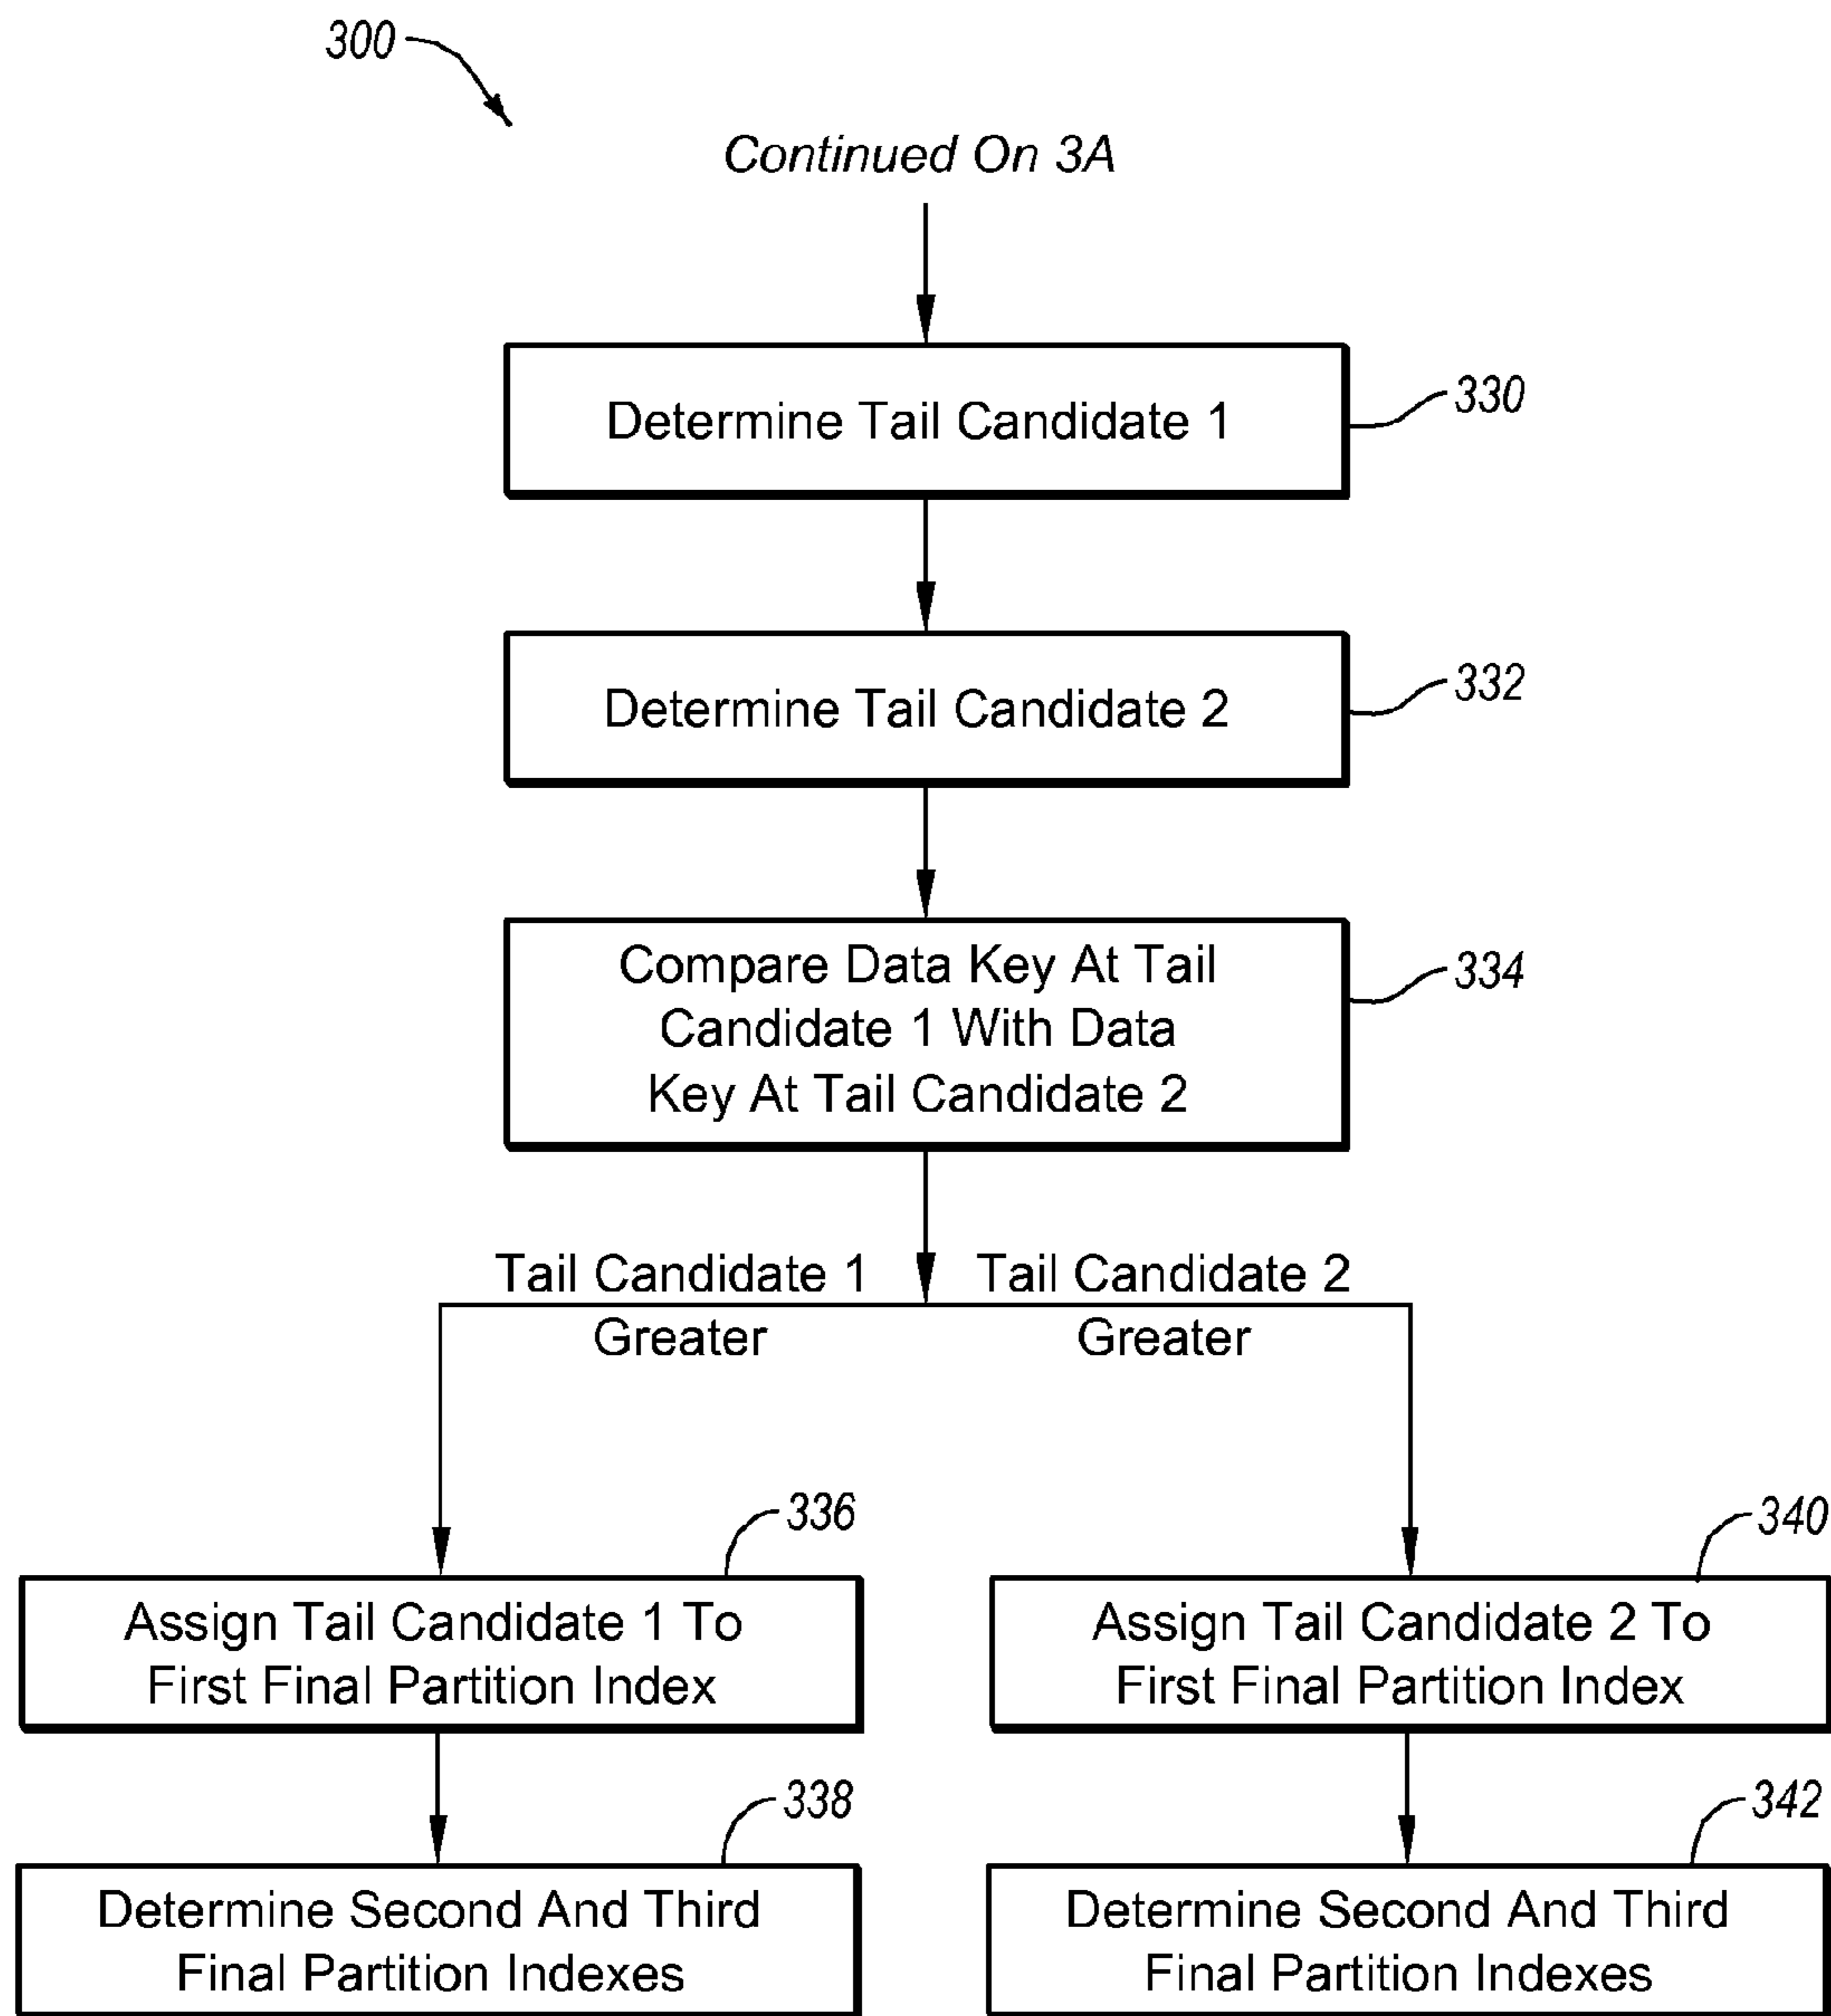 300
Continued On 3A
Determine Tail Candidate 1
330
Determine Tail Candidate 2
332
Compare Data Key At Tail
Candidate 1 With Data
Key At Tail Candidate 2
334
Tail Candidate 1
Greater
Tail Candidate 2
Greater
336
Assign Tail Candidate 1 To
First Final Partition Index
340
Assign Tail Candidate 2 To
First Final Partition Index
338
Determine Second And Third
Final Partition Indexes
342
Determine Second And Third
Final Partition Indexes